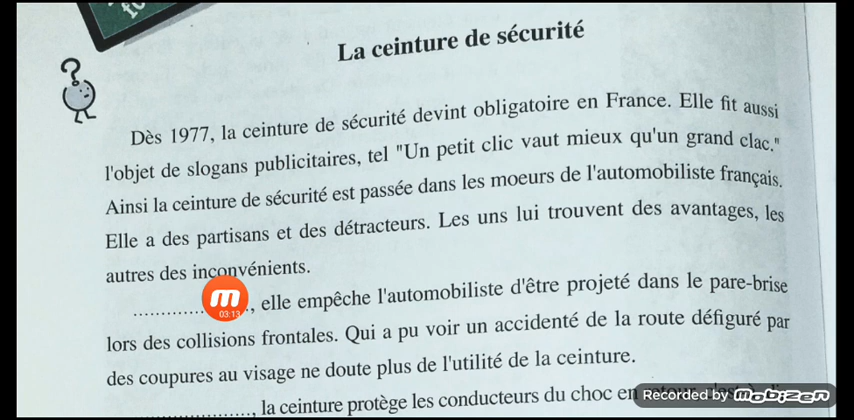 La ceinture de sécurité
Dès 1977, la ceinture de sécurité devint obligatoire en France. Elle fit aussi
l'objet de slogans publicitaires, tel "Un petit clic vaut mieux qu'un grand clac."
Ainsi la ceinture de sécurité est passée dans les moeurs de l'automobiliste français.
Elle a des partisans et des détracteurs. Les uns lui trouvent des avantages, les
autres des inconvénients.
03:13
...................., elle empêche l'automobiliste d'être projeté dans le pare-brise
lors des collisions frontales. Qui a pu voir un accidenté de la route défiguré par
des coupures au visage ne doute plus de l'utilité de la ceinture.
Recorded by mobizen
...................., la ceinture protège les conducteurs du choc en